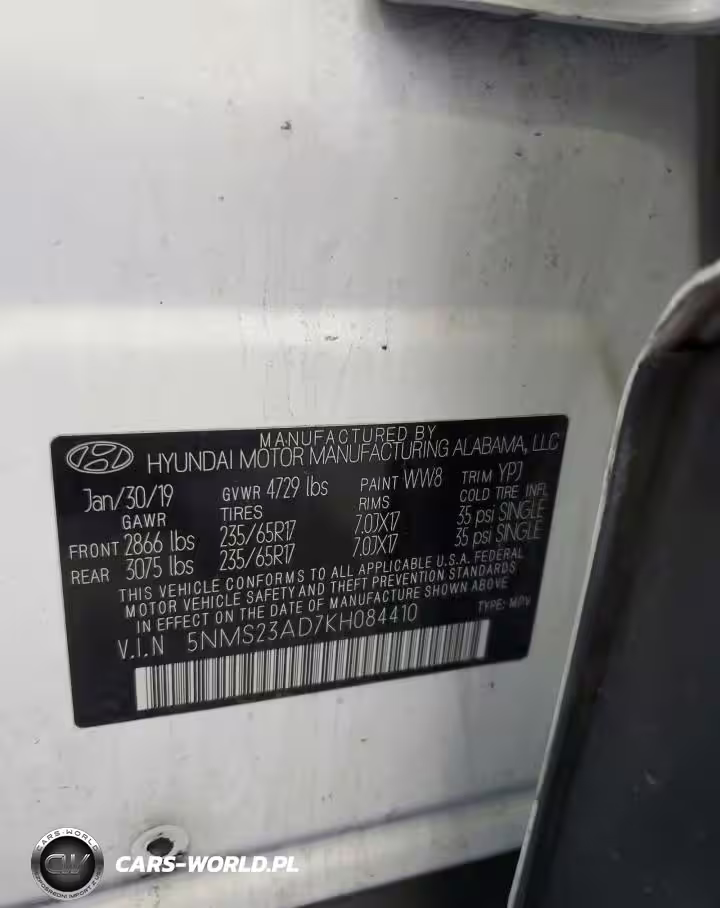 MANUFACTURED BY
HYUNDAI MOTOR MANUFACTURING ALABAMA, LLC
Jan/30/19 GVWR 4729 lbs PAINT WW8 TRIM YPJ
GAWR TIRES RIMS COLD TIRE INFL
FRONT 2866 lbs 235/65R17 7.0JX17 35 psi SINGLE
REAR 3075 lbs 235/65R17 7.0JX17 35 psi SINGLE
THIS VEHICLE CONFORMS TO ALL APPLICABLE U.S.A. FEDERAL
MOTOR VEHICLE SAFETY AND THEFT PREVENTION STANDARDS
IN EFFECT ON THE DATE OF MANUFACTURE SHOWN ABOVE
V.I.N 5NMS23AD7KH084410 TYPE: MPV
CARS-WORLD
CW
CARS-WORLD.PL